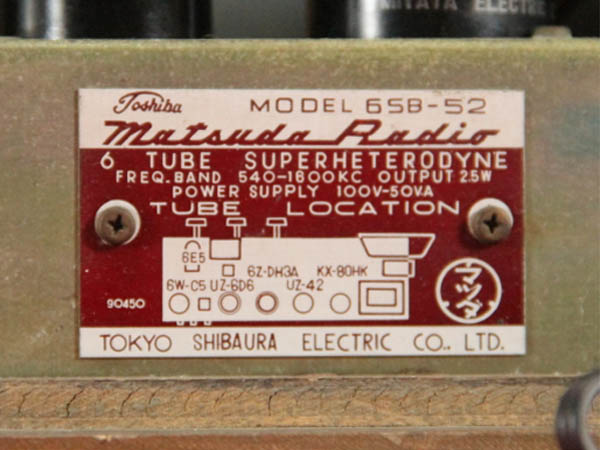 MIYATA ELECTRIC
Toshiba MODEL 6SB-52
Matsuda Radio
6 TUBE SUPERHETERODYNE
FREQ. BAND 540-1600KC OUTPUT 2.5W
POWER SUPPLY 100V-50VA
TUBE LOCATION
6E5
6Z-DH3A KX-80HK
6W-C5 UZ-6D6 UZ-42
マツダ
90450
TOKYO SHIBAURA ELECTRIC CO., LTD.